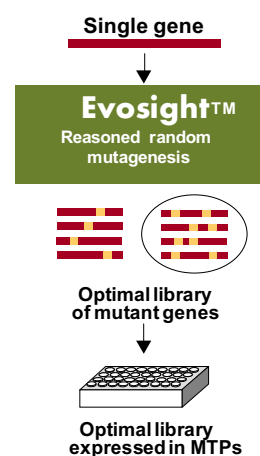 Single gene
Evosight™
Reasoned random
mutagenesis
Optimal library
of mutant genes
Optimal library
expressed in MTPs